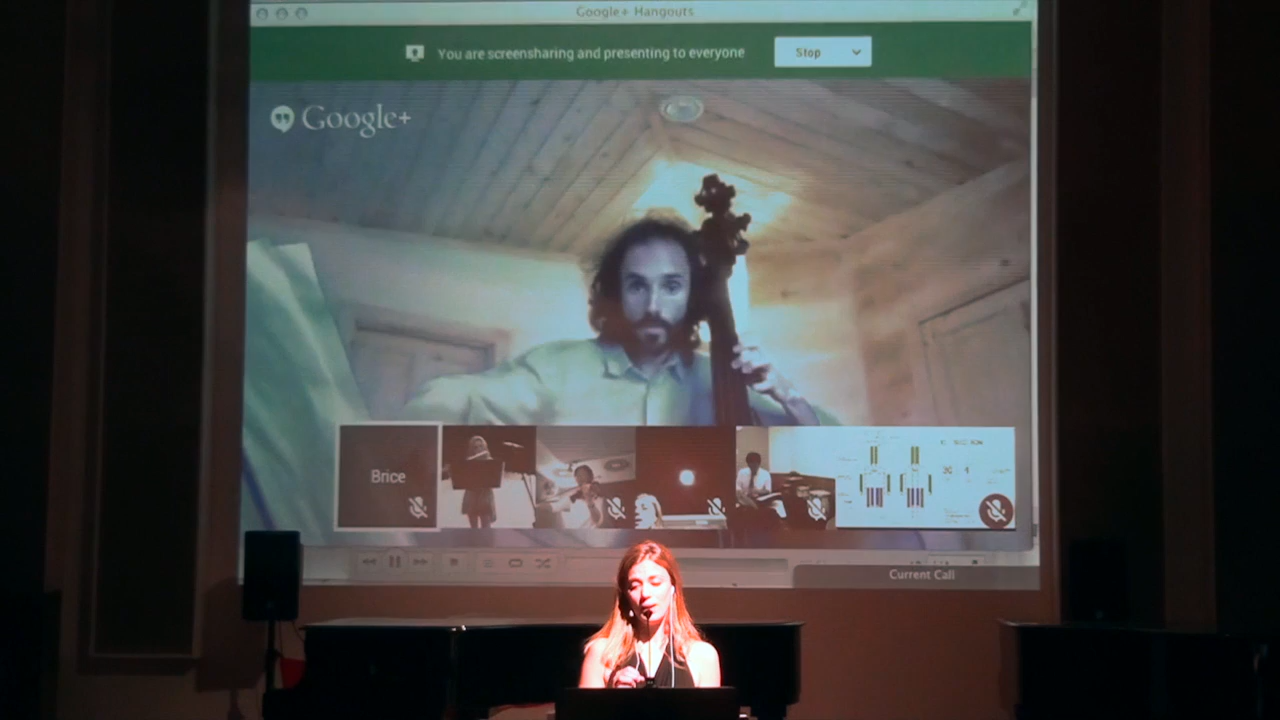 Google+ Hangouts
You are screensharing and presenting to everyone
Stop
Google+
Brice
Current Call